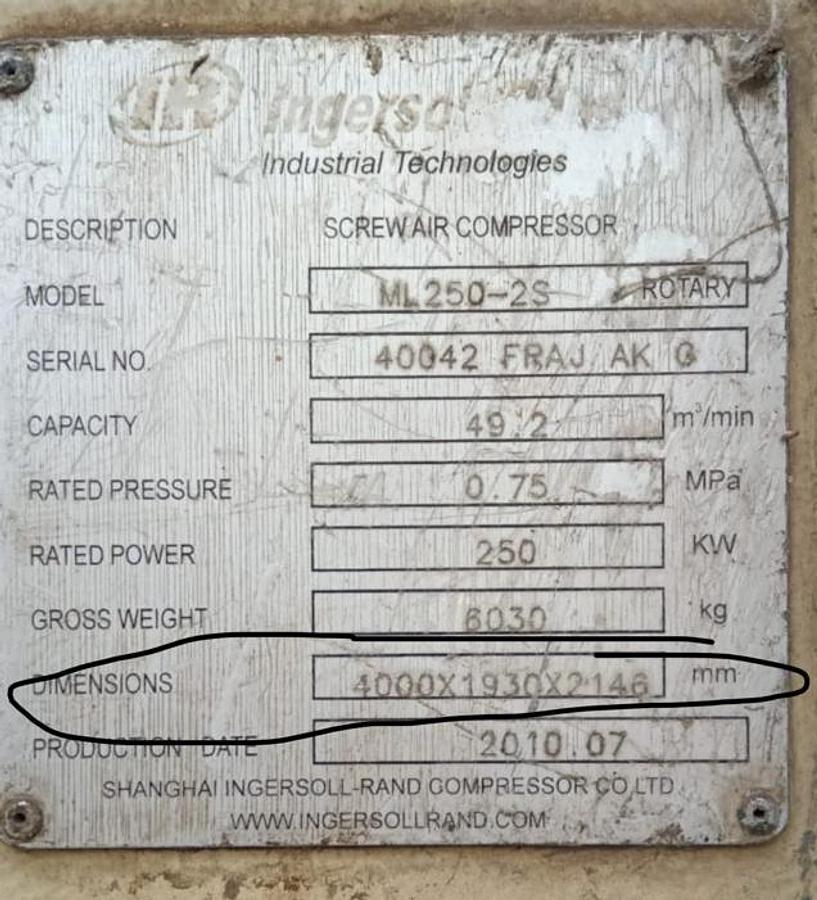 IR Ingerso
Industrial Technologies
DESCRIPTION SCREW AIR COMPRESSOR
MODEL ML250-2S ROTARY
SERIAL NO. 40042 FRAJ AK G
CAPACITY 49.2 m³/min
RATED PRESSURE 0.75 MPa
RATED POWER 250 KW
GROSS WEIGHT 6030 kg
DIMENSIONS 4000X1930X2146 mm
PRODUCTION DATE 2010.07
SHANGHAI INGERSOLL-RAND COMPRESSOR CO.LTD
WWW.INGERSOLLRAND.COM